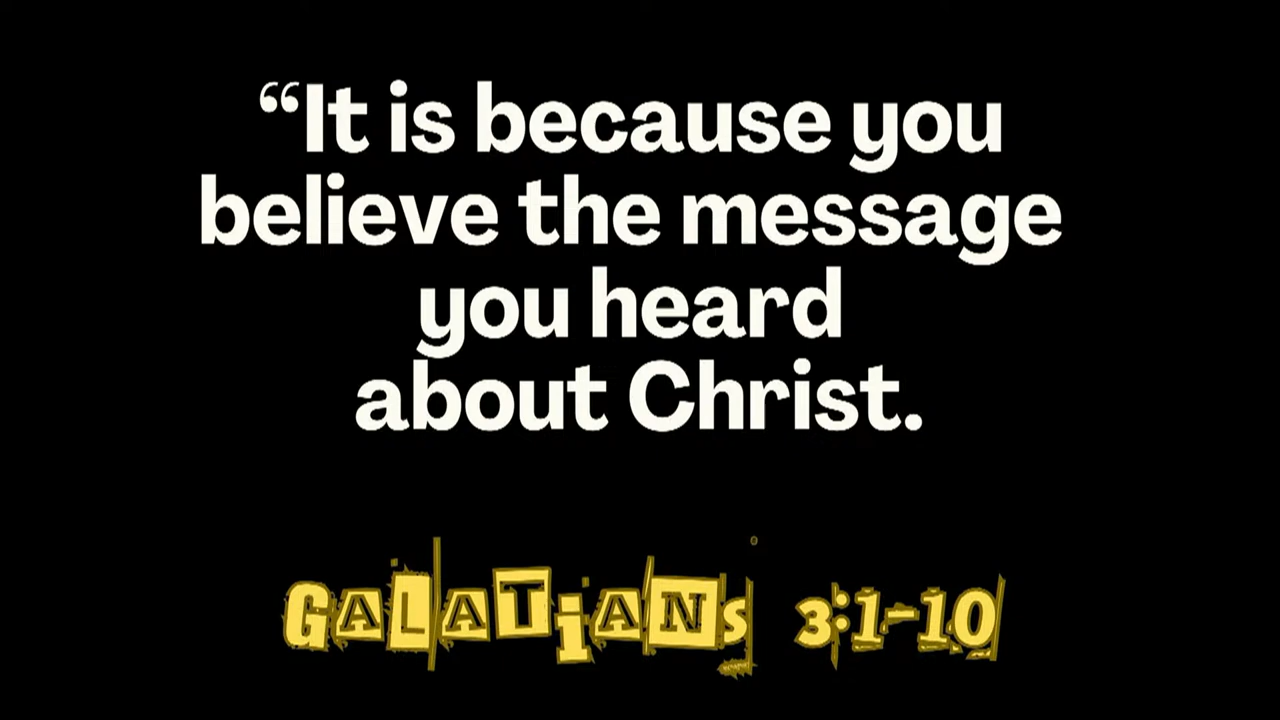 “It is because you
believe the message
you heard
about Christ.
GALATiANs 3:1-10